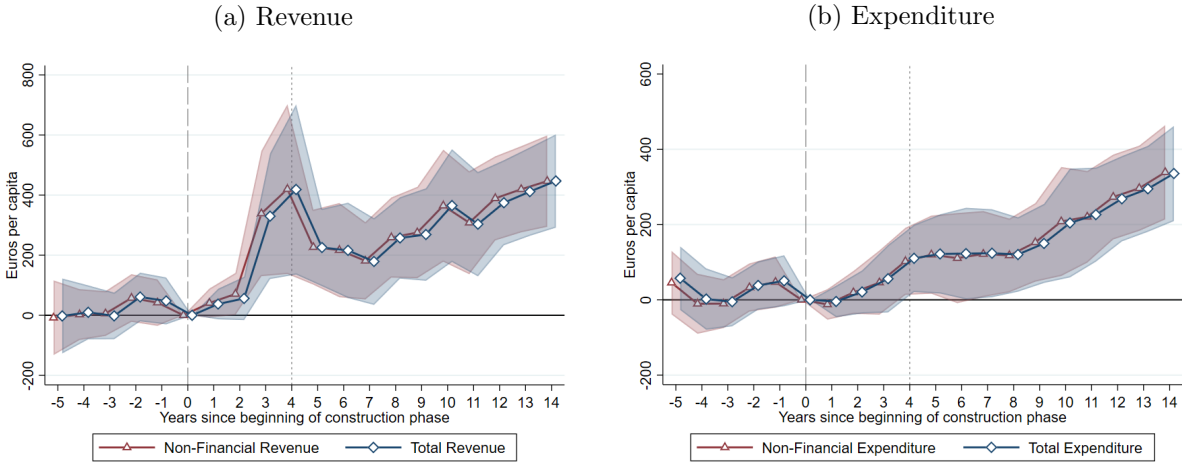 (a) Revenue
Euros per capita
800
600
400
200
0
-200
-5 -4 -3 -2 -1 0 1 2 3 4 5 6 7 8 9 10 11 12 13 14
Years since beginning of construction phase
Non-Financial Revenue Total Revenue
(b) Expenditure
Euros per capita
600
400
200
0
-200
-5 -4 -3 -2 -1 0 1 2 3 4 5 6 7 8 9 10 11 12 13 14
Years since beginning of construction phase
Non-Financial Expenditure Total Expenditure